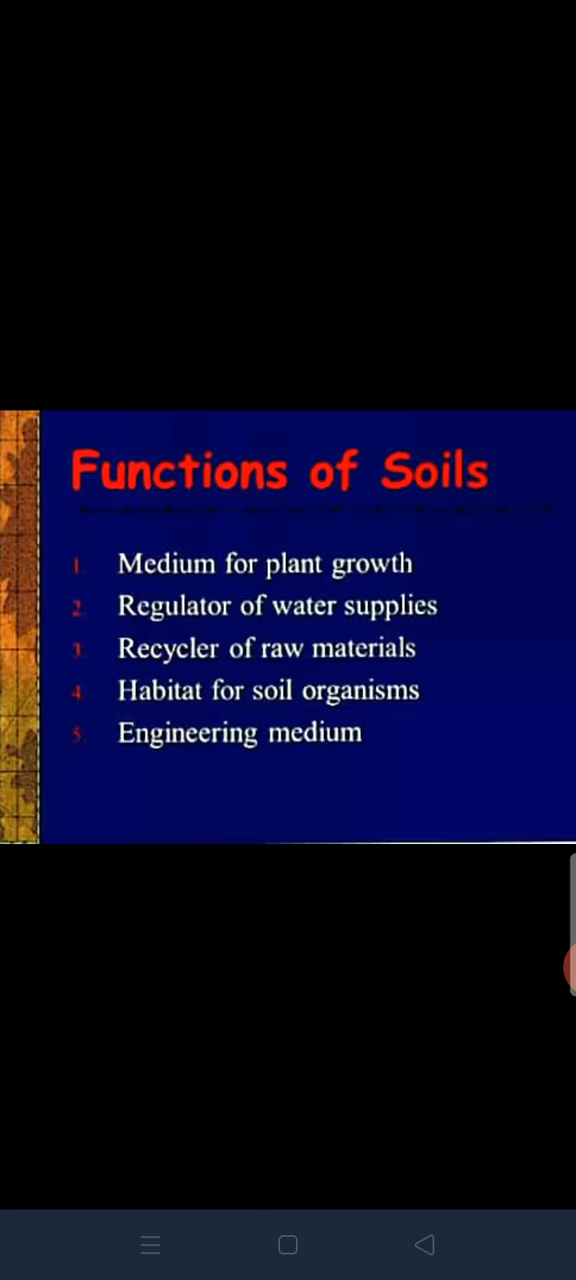 Functions of Soils
1. Medium for plant growth
2. Regulator of water supplies
3. Recycler of raw materials
4. Habitat for soil organisms
5. Engineering medium